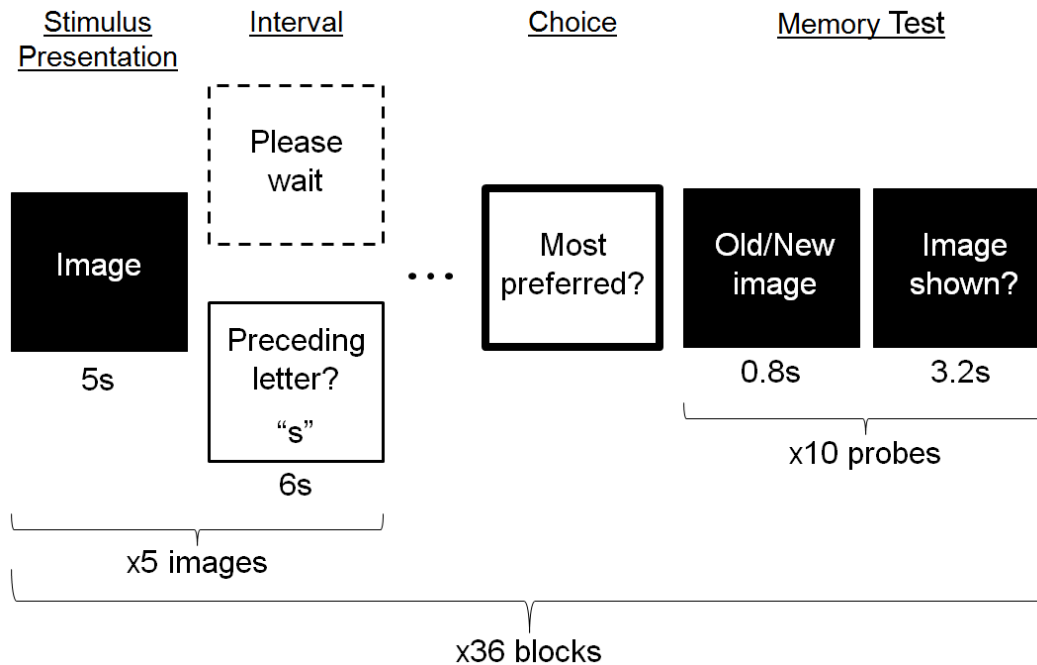 Stimulus
Presentation
Interval
Choice
Memory Test
Please
wait
Image
5s
Preceding
letter?
“s”
6s
...
Most
preferred?
Old/New
image
0.8s
Image
shown?
3.2s
x10 probes
x5 images
x36 blocks